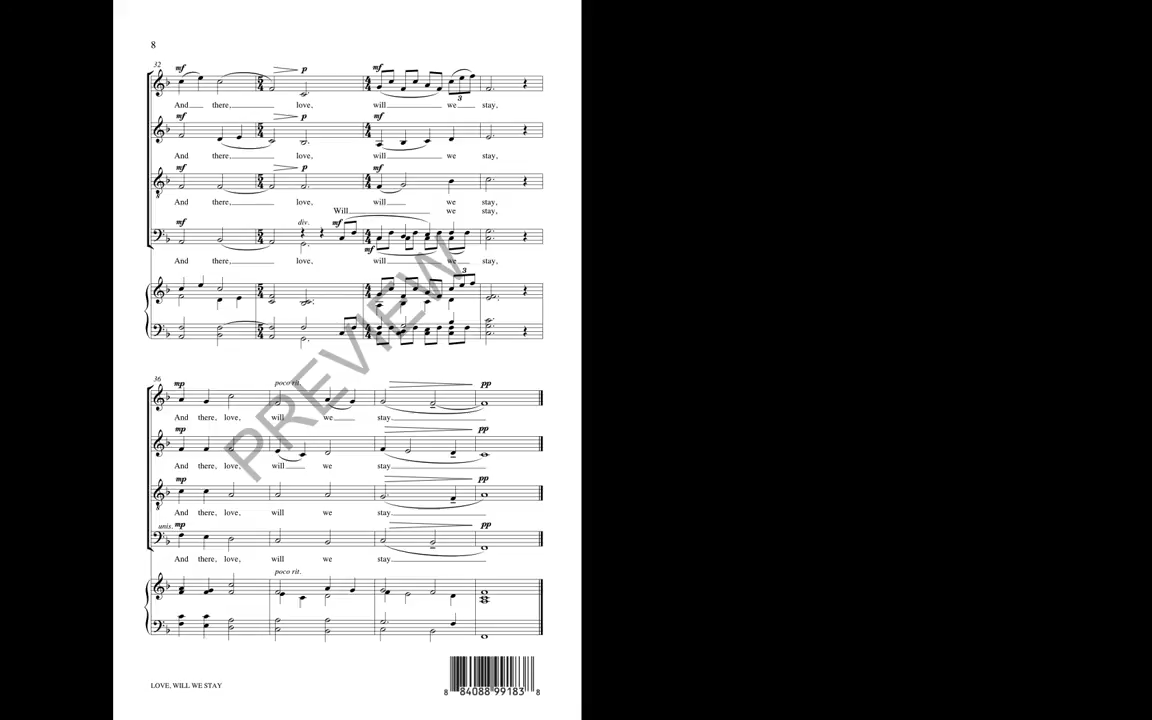 8
32
mf p mf
And there, love, will we stay,
mf p mf
And there, love, will we stay,
mf p mf
And there, love, will we stay,
Will we stay,
mf div. mf
mf
And there, love, will we stay,
3
3
PREVIEW
36
mp poco rit. pp
And there, love, will we stay
mp pp
And there, love, will we stay
mp pp
And there, love, will we stay
unis. mp pp
And there, love, will we stay
poco rit.
LOVE, WILL WE STAY
8 84088 99183 8